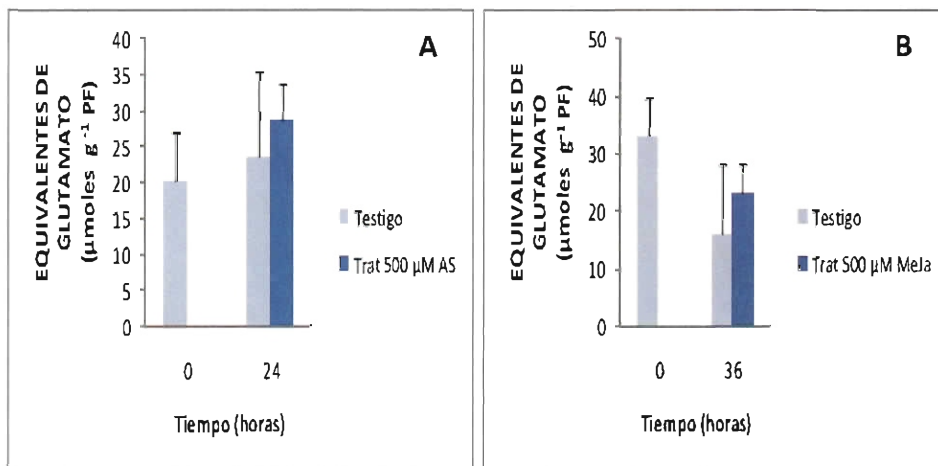 A
EQUIVALENTES DE
GLUTAMATO
(µmoles g⁻¹ PF)
40
35
30
25
20
15
10
5
0
0 24
Tiempo (horas)
Testigo
Trat 500 µM AS
B
EQUIVALENTES DE
GLUTAMATO
(µmoles g⁻¹ PF)
50
40
30
20
10
0
0 36
Tiempo (horas)
Testigo
Trat 500 µM MeJa